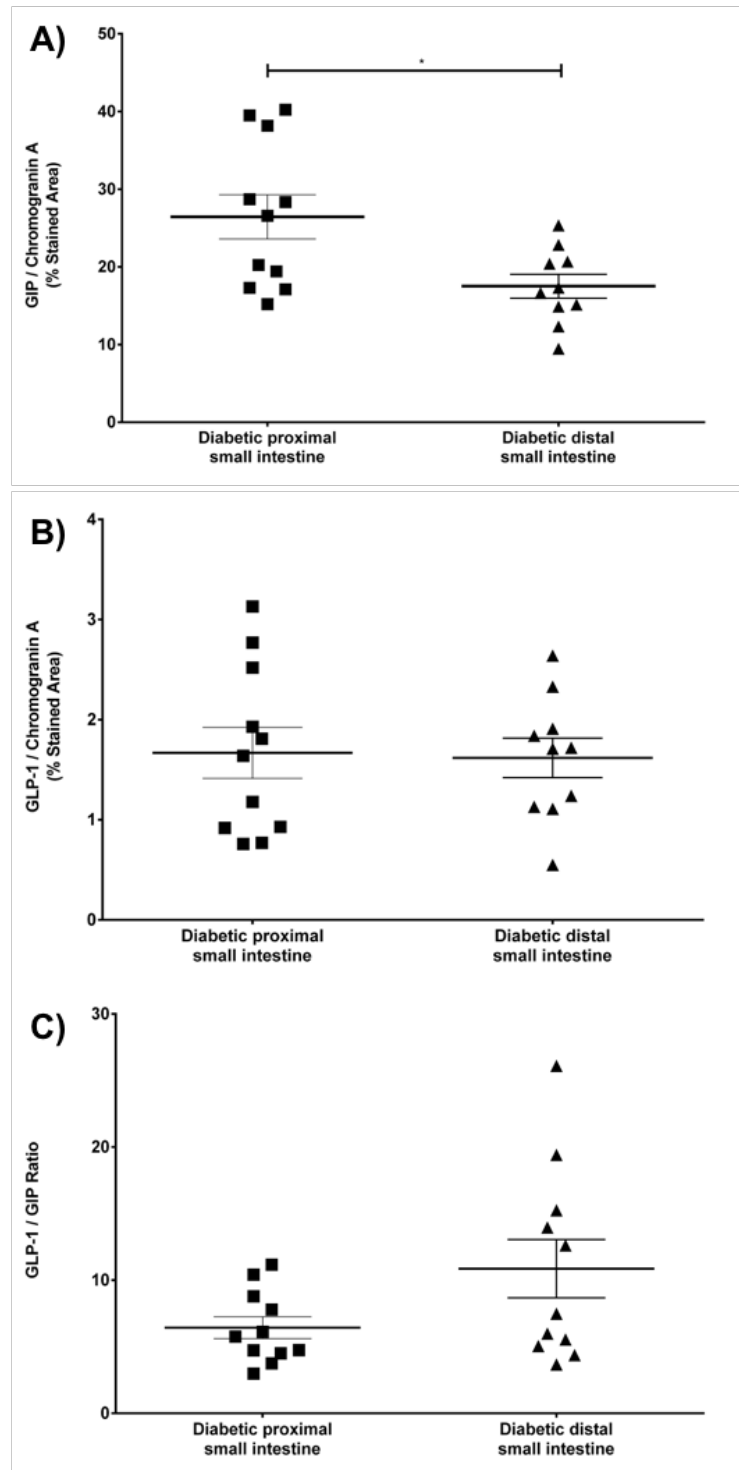 A)
50
40
30
20
10
0
*
GIP / Chromogranin A
(% Stained Area)
Diabetic proximal
small intestine
Diabetic distal
small intestine
B)
4
3
2
1
0
GLP-1 / Chromogranin A
(% Stained Area)
Diabetic proximal
small intestine
Diabetic distal
small intestine
C)
30
20
10
0
GLP-1 / GIP Ratio
Diabetic proximal
small intestine
Diabetic distal
small intestine